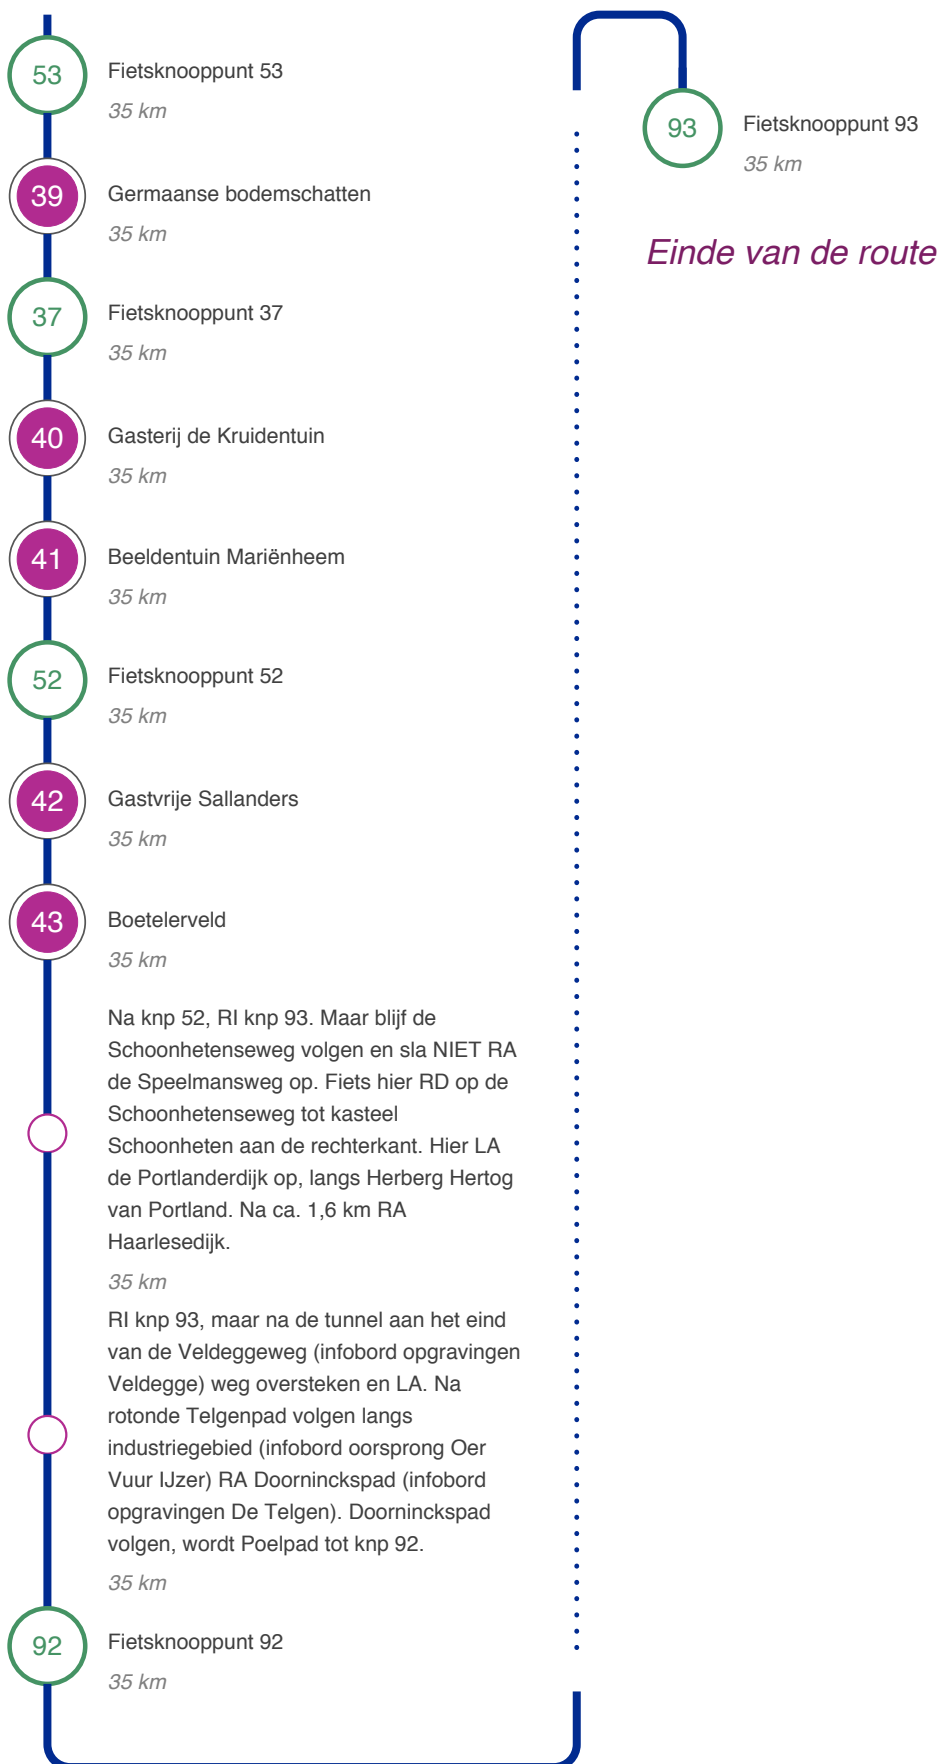 53
Fietsknooppunt 53
35 km
39
Germaanse bodemschatten
35 km
37
Fietsknooppunt 37
35 km
40
Gasterij de Kruidentuin
35 km
41
Beeldentuin Mariënheem
35 km
52
Fietsknooppunt 52
35 km
42
Gastvrije Sallanders
35 km
43
Boetelerveld
35 km
Na knp 52, RI knp 93. Maar blijf de
Schoonhetenseweg volgen en sla NIET RA
de Speelmansweg op. Fiets hier RD op de
Schoonhetenseweg tot kasteel
Schoonheten aan de rechterkant. Hier LA
de Portlanderdijk op, langs Herberg Hertog
van Portland. Na ca. 1,6 km RA
Haarlesedijk.
35 km
RI knp 93, maar na de tunnel aan het eind
van de Veldeggeweg (infobord opgravingen
Veldegge) weg oversteken en LA. Na
rotonde Telgenpad volgen langs
industriegebied (infobord oorsprong Oer
Vuur IJzer) RA Doorninckspad (infobord
opgravingen De Telgen). Doorninckspad
volgen, wordt Poelpad tot knp 92.
35 km
92
Fietsknooppunt 92
35 km
93
Fietsknooppunt 93
35 km
Einde van de route